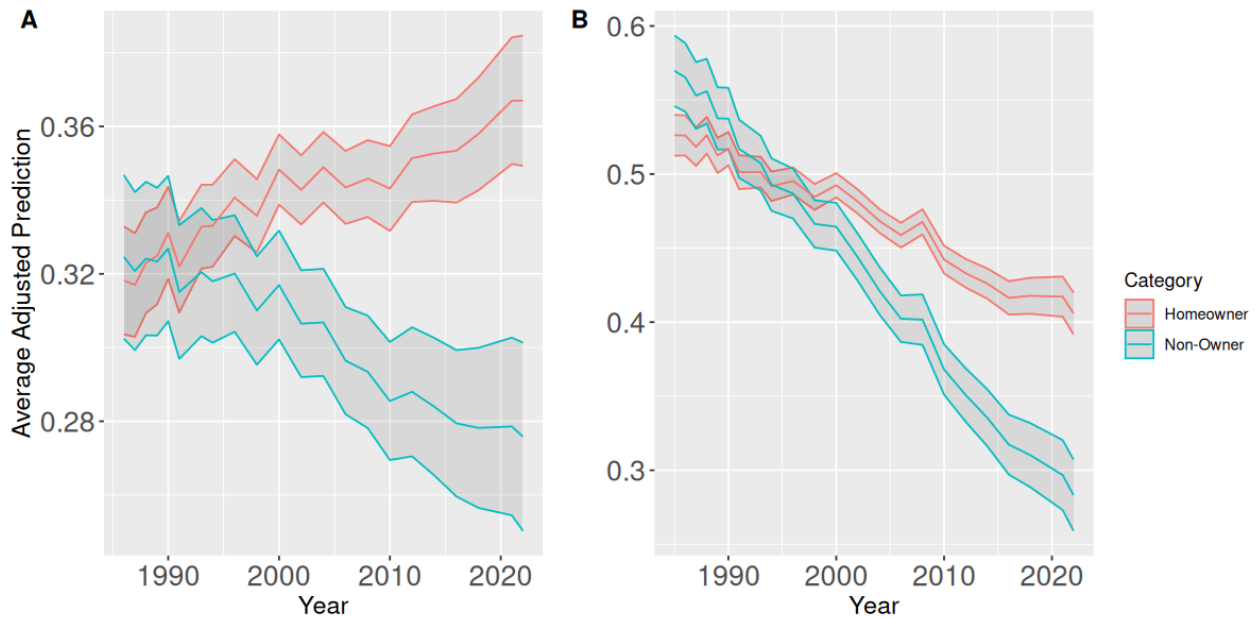 A
Average Adjusted Prediction
0.36
0.32
0.28
1990 2000 2010 2020
Year
B
0.6
0.5
0.4
0.3
1990 2000 2010 2020
Year
Category
Homeowner
Non-Owner